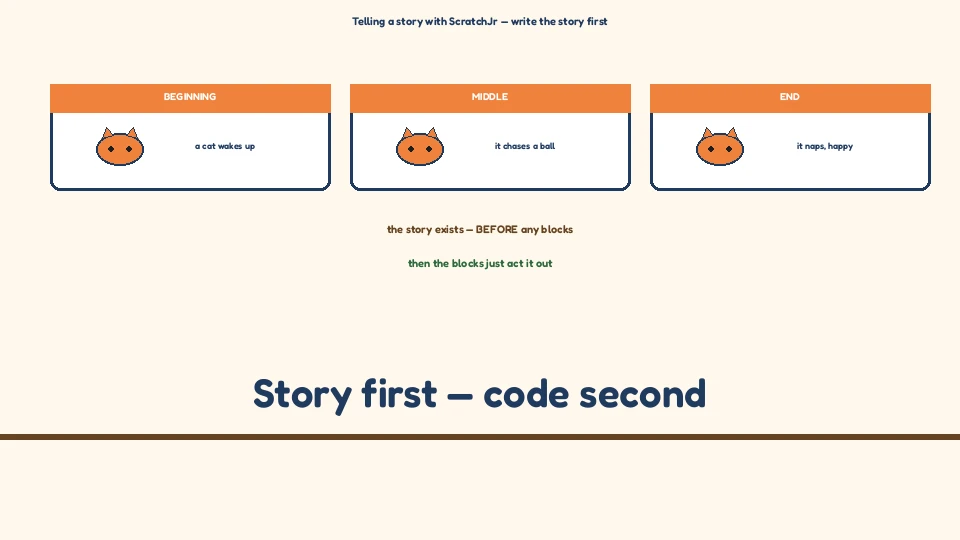 Telling a story with ScratchJr — write the story first
BEGINNING
a cat wakes up
MIDDLE
it chases a ball
END
it naps, happy
the story exists — BEFORE any blocks
then the blocks just act it out
Story first — code second